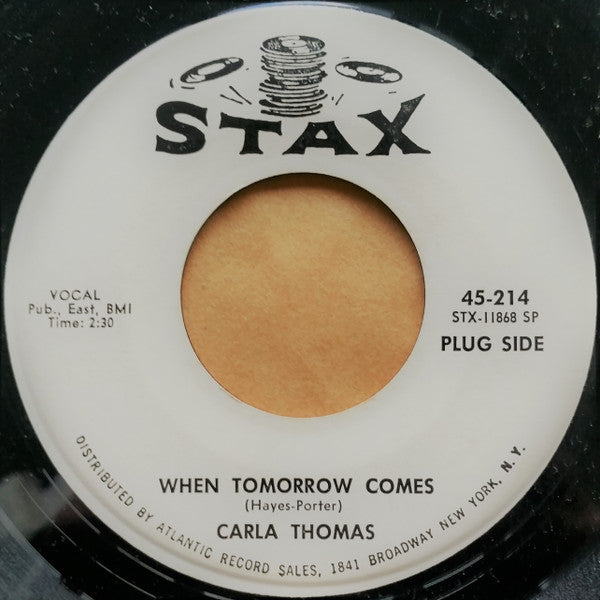 STAX
VOCAL
Pub., East, BMI
Time: 2:30
45-214
STX-11868 SP
PLUG SIDE
WHEN TOMORROW COMES
(Hayes-Porter)
CARLA THOMAS
DISTRIBUTED BY ATLANTIC RECORD SALES, 1841 BROADWAY NEW YORK, N.Y.